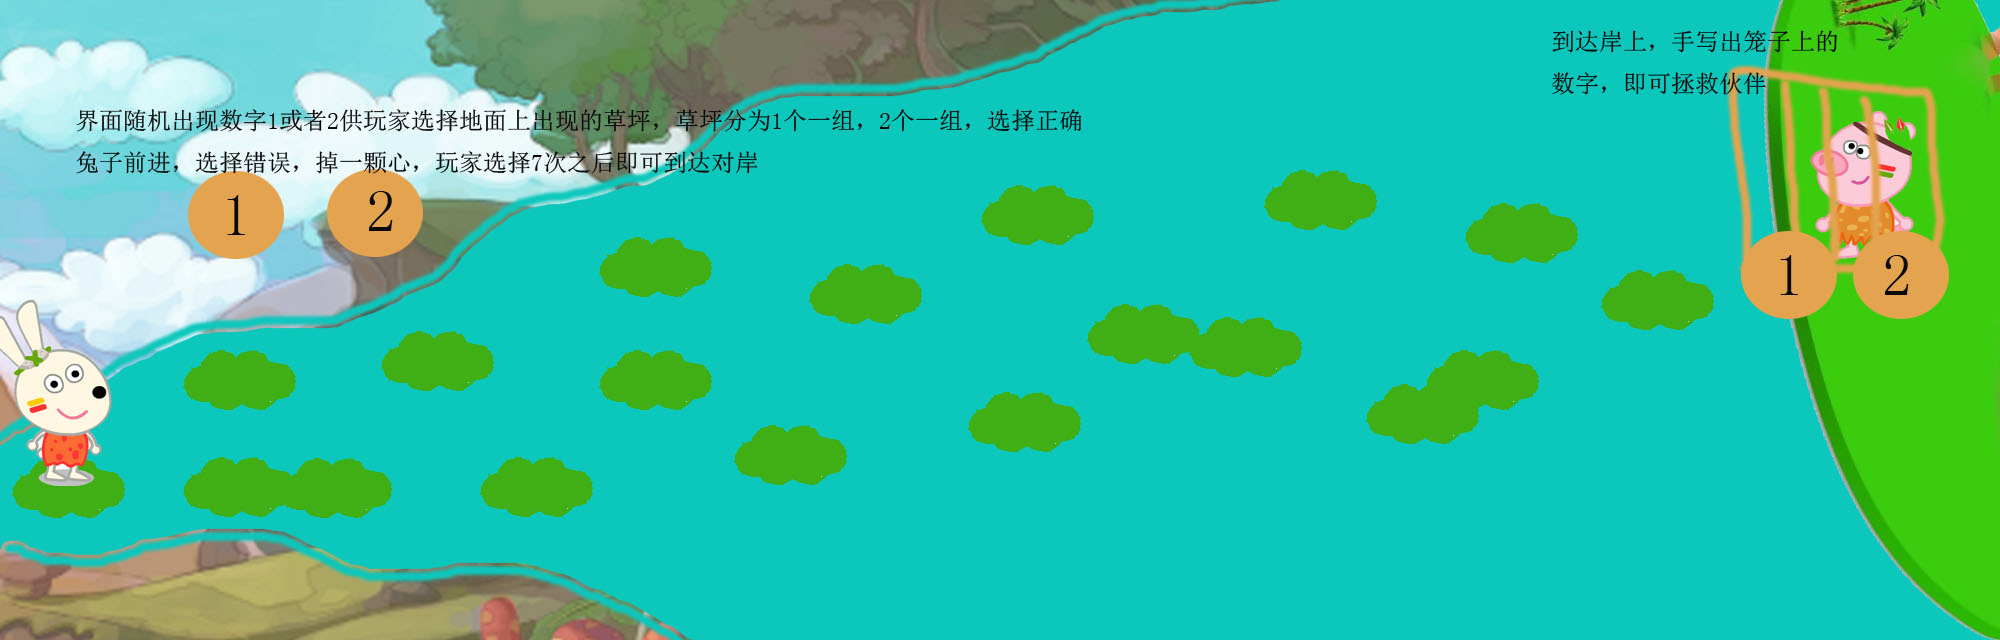 到达岸上，手写出笼子上的
数字，即可拯救伙伴
界面随机出现数字1或者2供玩家选择地面上出现的草坪，草坪分为1个一组，2个一组，选择正确
兔子前进，选择错误，掉一颗心，玩家选择7次之后即可到达对岸
1 2
1 2